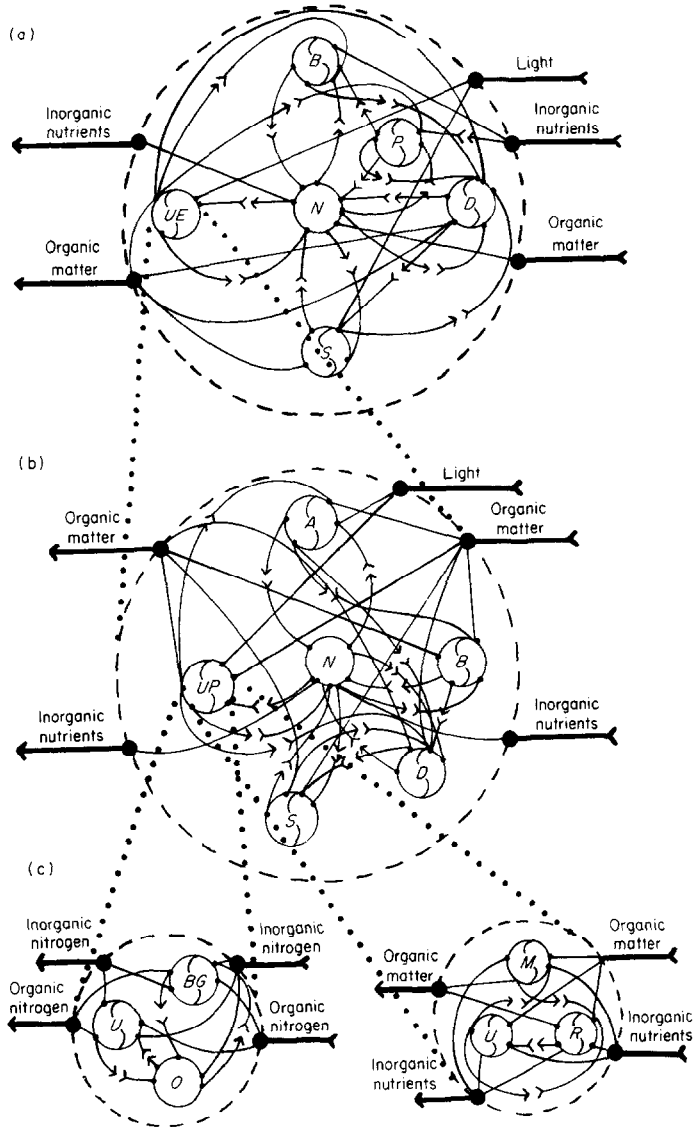 (a)
B
Light
Inorganic
nutrients
Inorganic
nutrients
P
UE
N
D
Organic
matter
Organic
matter
S
(b)
Light
Organic
matter
A
Organic
matter
UP
N
B
Inorganic
nutrients
Inorganic
nutrients
D
S
(c)
Inorganic
nitrogen
Inorganic
nitrogen
BG
Organic
nitrogen
U
Organic
nitrogen
O
Organic
matter
Organic
matter
M
U
R
Inorganic
nutrients
Inorganic
nutrients